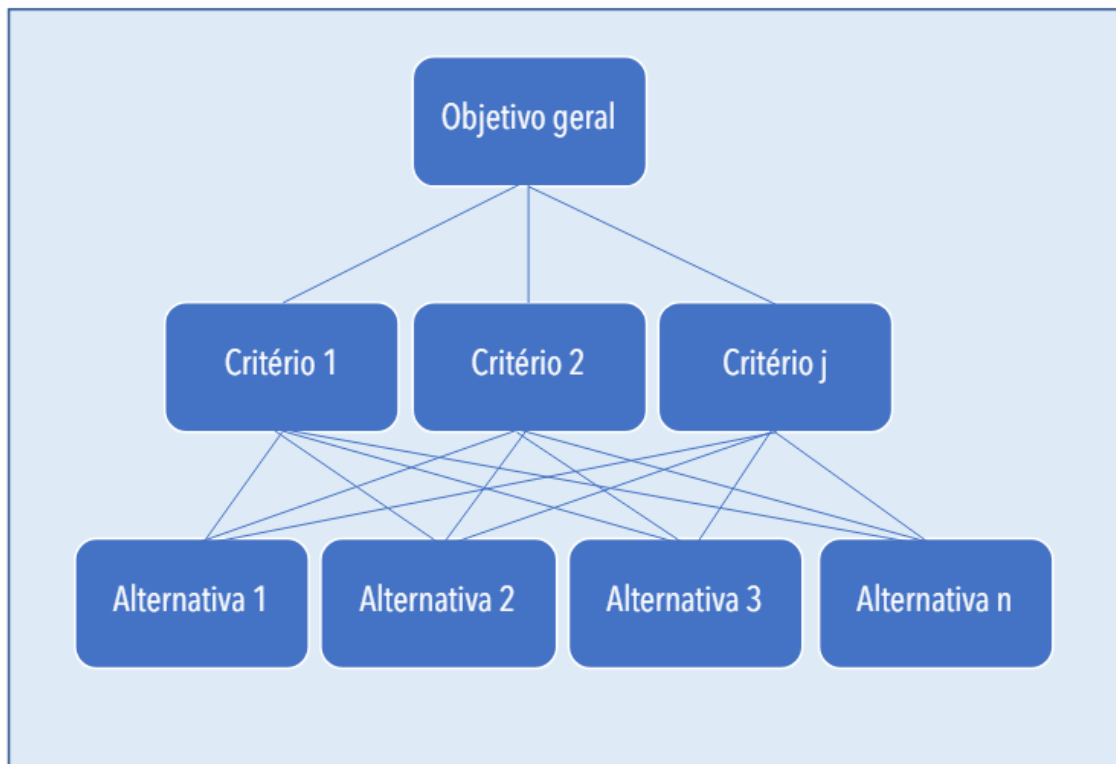 Objetivo geral
Critério 1
Critério 2
Critério j
Alternativa 1
Alternativa 2
Alternativa 3
Alternativa n